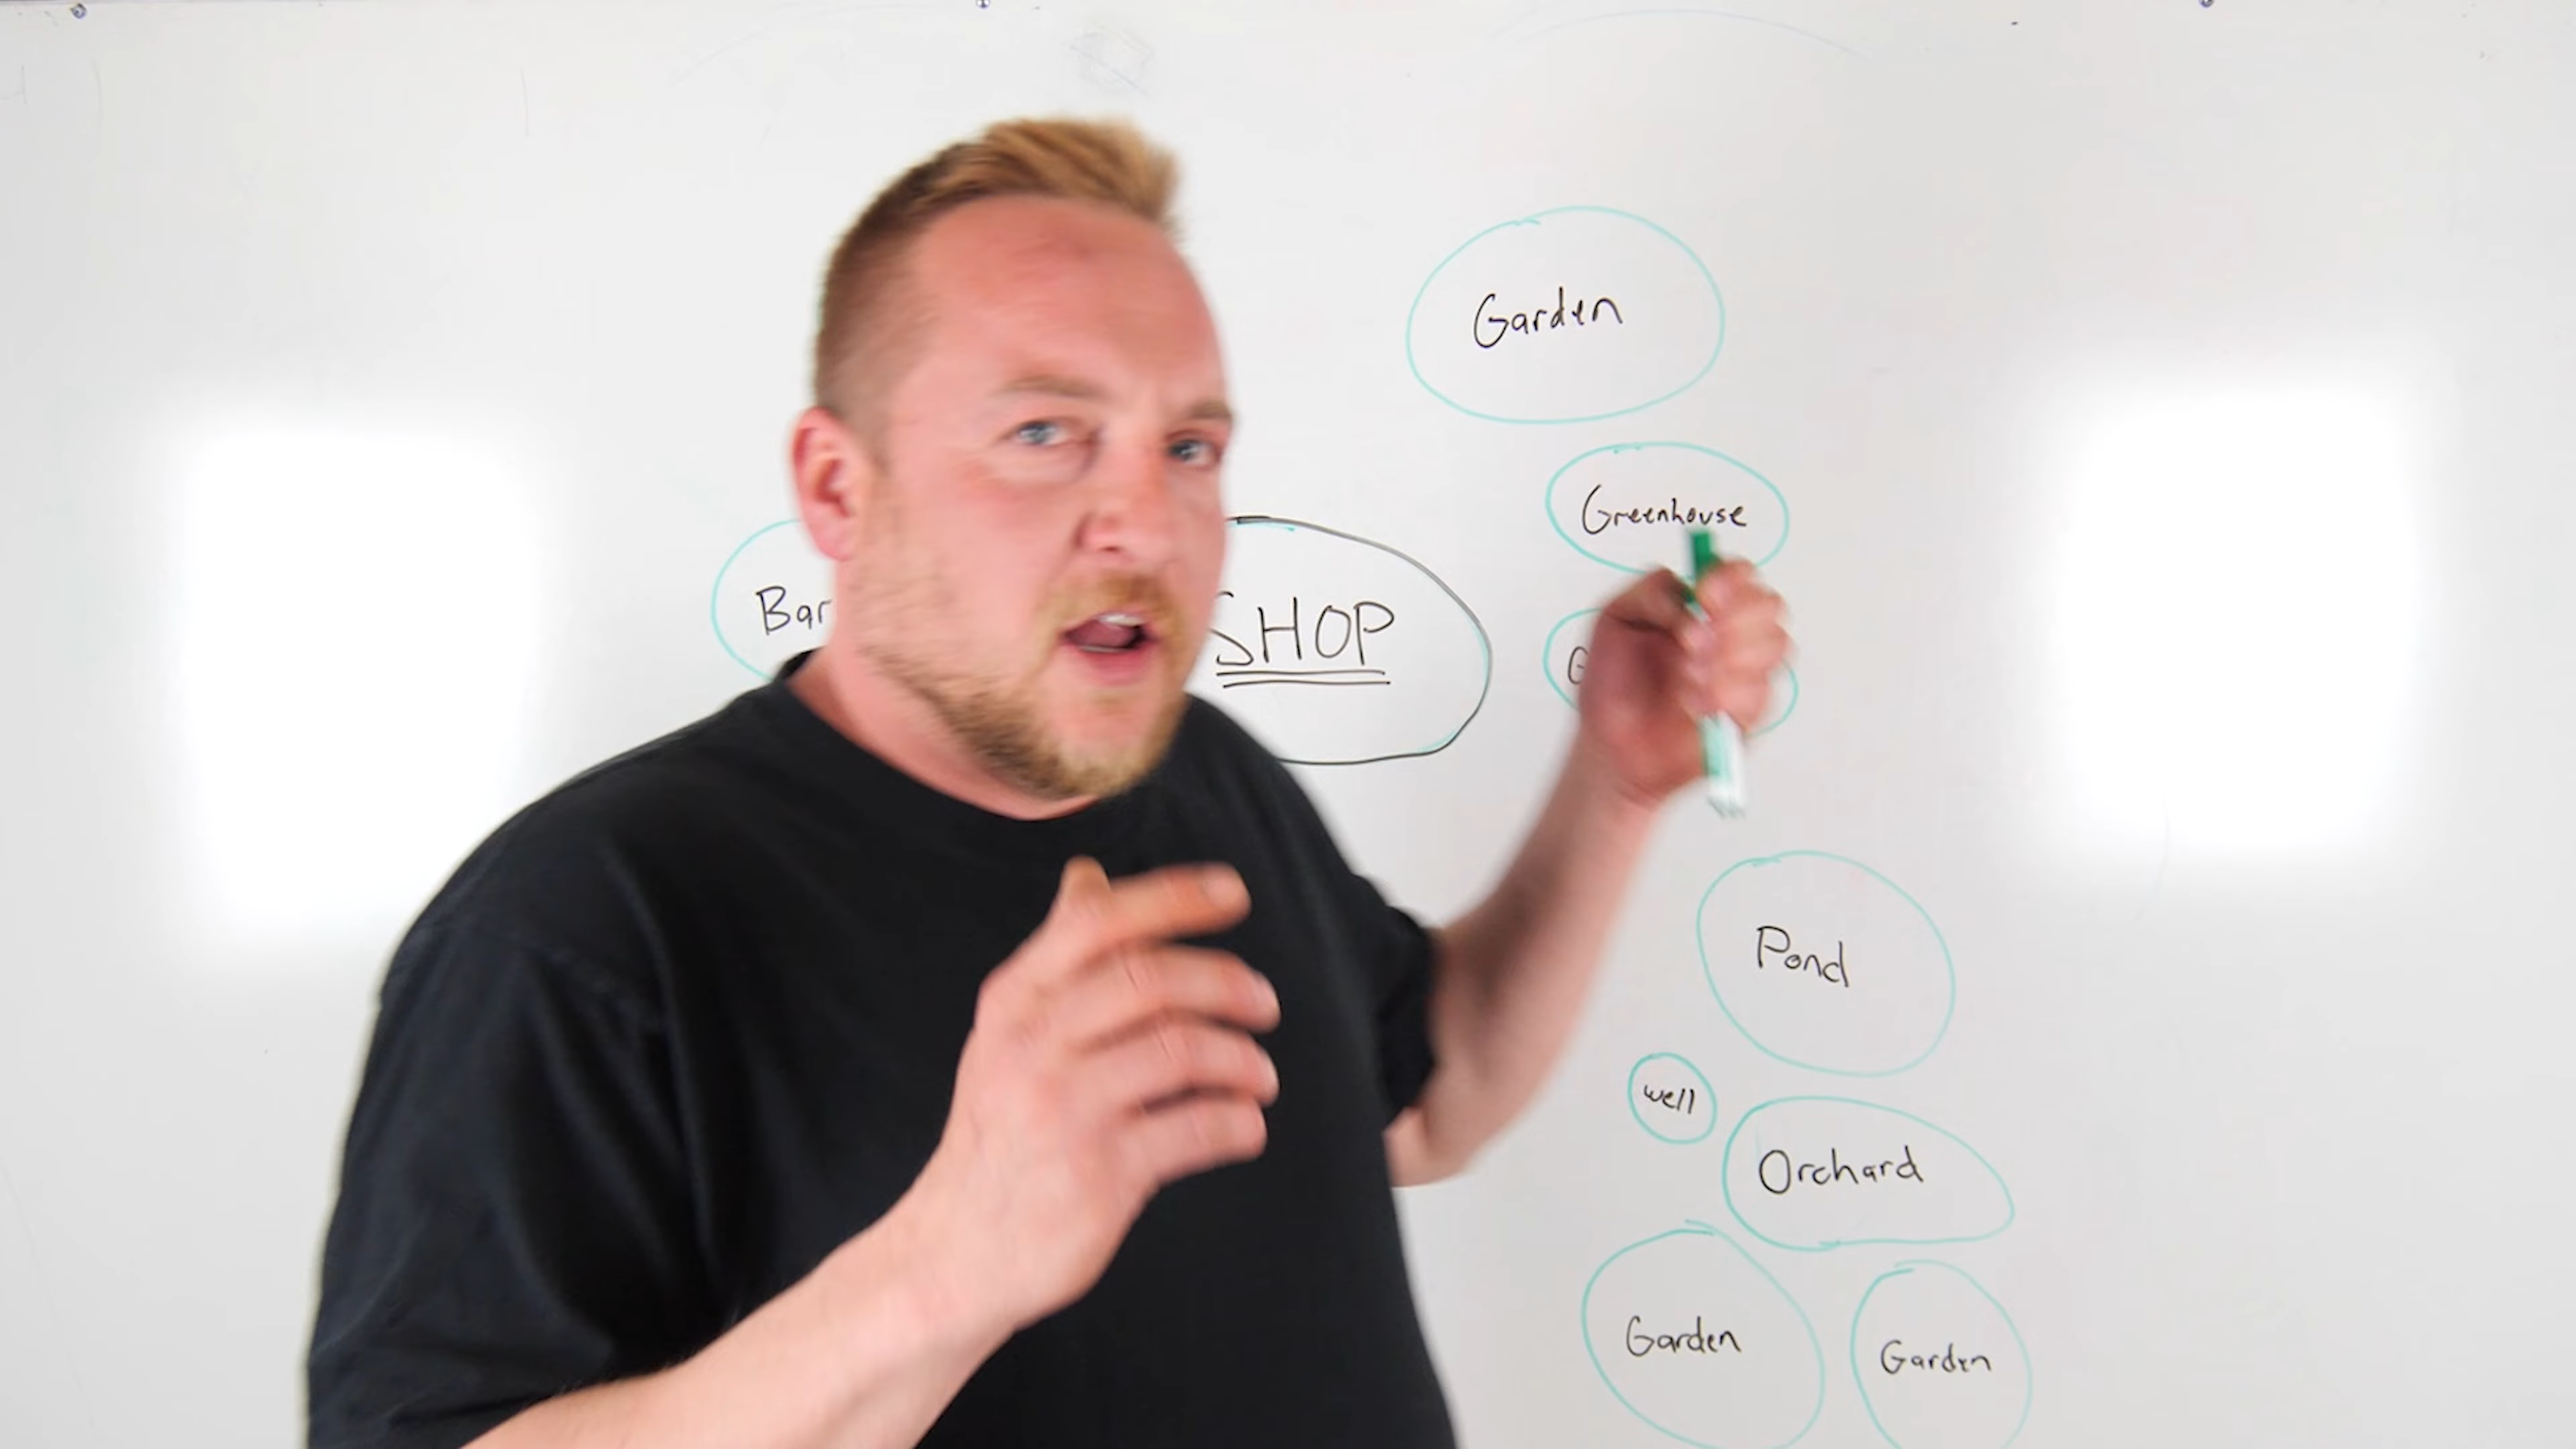 Garden
Greenhouse
Bar
SHOP
G
Pond
well
Orchard
Garden
Garden